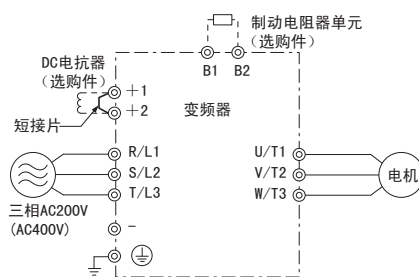 制动电阻器单元
（选购件）
DC电抗器
（选购件）
B1 B2
＋1
＋2
变频器
短接片
R/L1
S/L2
T/L3
U/T1
V/T2
W/T3
电机
三相AC200V
(AC400V)
－